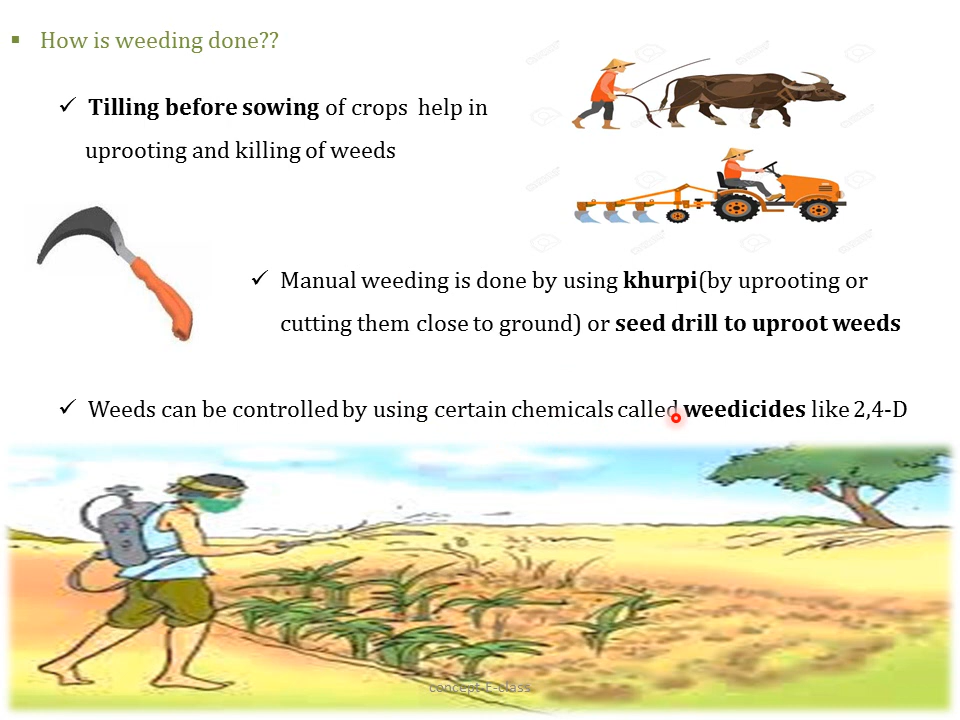 How is weeding done??
Tilling before sowing of crops help in
uprooting and killing of weeds
Manual weeding is done by using khurpi(by uprooting or
cutting them close to ground) or seed drill to uproot weeds
Weeds can be controlled by using certain chemicals called weedicides like 2,4-D
concept-E-class